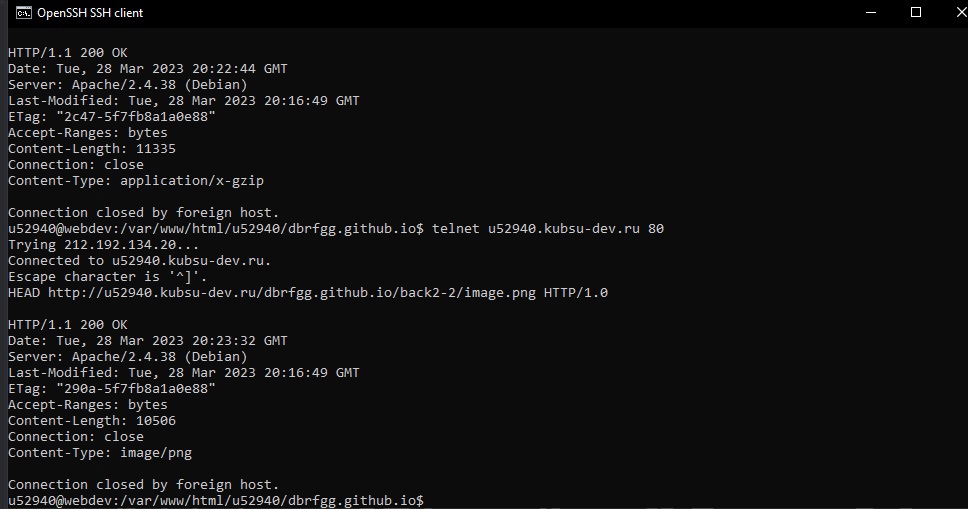 OpenSSH SSH client
HTTP/1.1 200 OK
Date: Tue, 28 Mar 2023 20:22:44 GMT
Server: Apache/2.4.38 (Debian)
Last-Modified: Tue, 28 Mar 2023 20:16:49 GMT
ETag: "2c47-5f7fb8a1a0e88"
Accept-Ranges: bytes
Content-Length: 11335
Connection: close
Content-Type: application/x-gzip
Connection closed by foreign host.
u52940@webdev:/var/www/html/u52940/dbrfgg.github.io$ telnet u52940.kubsu-dev.ru 80
Trying 212.192.134.20...
Connected to u52940.kubsu-dev.ru.
Escape character is '^]'.
HEAD http://u52940.kubsu-dev.ru/dbrfgg.github.io/back2-2/image.png HTTP/1.0
HTTP/1.1 200 OK
Date: Tue, 28 Mar 2023 20:23:32 GMT
Server: Apache/2.4.38 (Debian)
Last-Modified: Tue, 28 Mar 2023 20:16:49 GMT
ETag: "290a-5f7fb8a1a0e88"
Accept-Ranges: bytes
Content-Length: 10506
Connection: close
Content-Type: image/png
Connection closed by foreign host.
u52940@webdev:/var/www/html/u52940/dbrfgg.github.io$